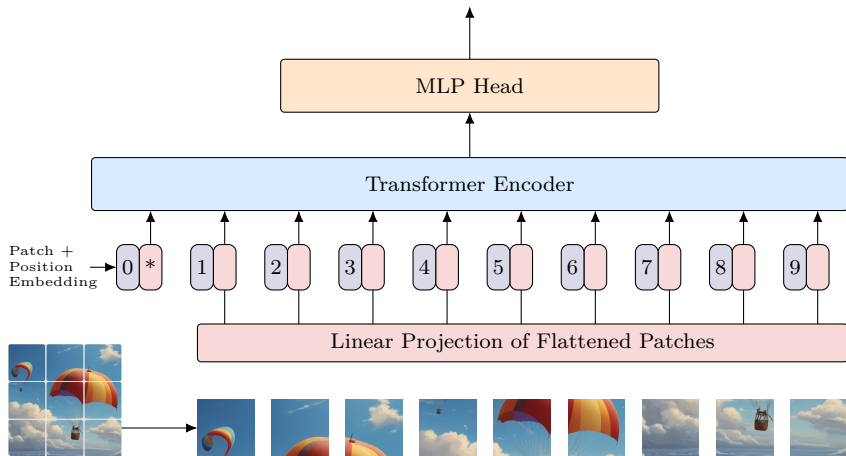 MLP Head
Transformer Encoder
Patch +
Position
Embedding
0 * 1 2 3 4 5 6 7 8 9
Linear Projection of Flattened Patches